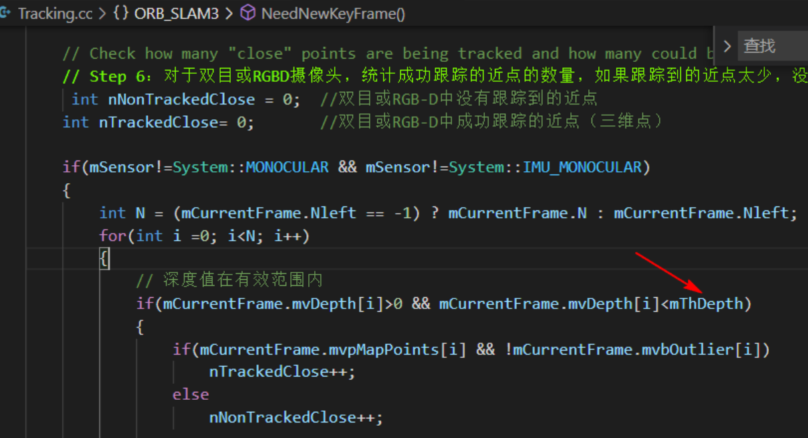 Tracking.cc > {} ORB_SLAM3 > NeedNewKeyFrame()
> 查找
// Check how many "close" points are being tracked and how many could b
// Step 6：对于双目或RGBD摄像头，统计成功跟踪的近点的数量，如果跟踪到的近点太少，没
int nNonTrackedClose = 0;  //双目或RGB-D中没有跟踪到的近点
int nTrackedClose= 0;       //双目或RGB-D中成功跟踪的近点（三维点）
if(mSensor!=System::MONOCULAR && mSensor!=System::IMU_MONOCULAR)
{
int N = (mCurrentFrame.Nleft == -1) ? mCurrentFrame.N : mCurrentFrame.Nleft;
for(int i =0; i<N; i++)
{
// 深度值在有效范围内
if(mCurrentFrame.mvDepth[i]>0 && mCurrentFrame.mvDepth[i]<mThDepth)
{
if(mCurrentFrame.mvpMapPoints[i] && !mCurrentFrame.mvbOutlier[i])
nTrackedClose++;
else
nNonTrackedClose++;